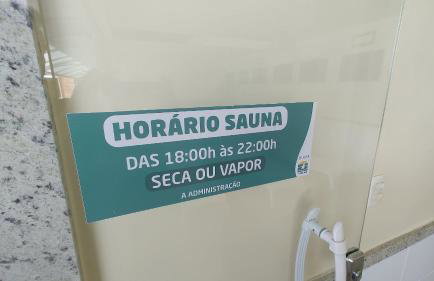 HORÁRIO SAUNA
DAS 18:00h às 22:00h
SECA OU VAPOR
A ADMINISTRAÇÃO